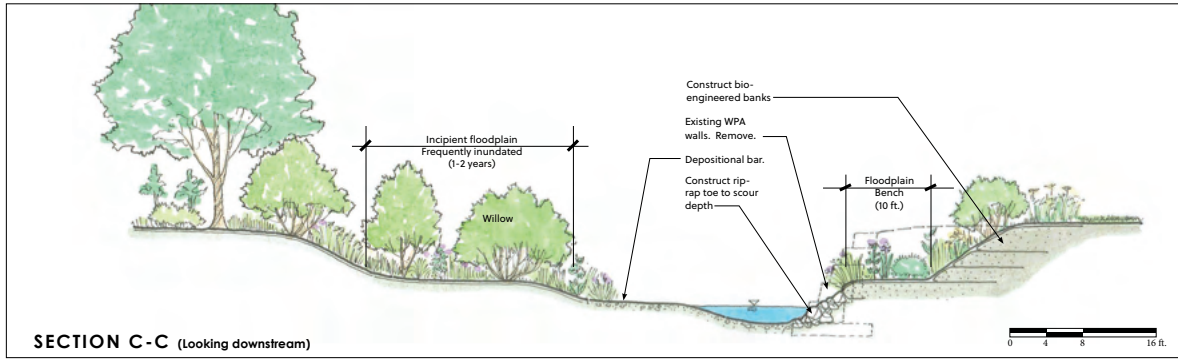 Construct bio-
engineered banks
Existing WPA
walls. Remove.
Incipient floodplain
Frequently inundated
(1-2 years)
Depositional bar.
Construct rip-
rap toe to scour
depth
Floodplain
Bench
(10 ft.)
Willow
SECTION C-C (Looking downstream)
0 4 8 16 ft.